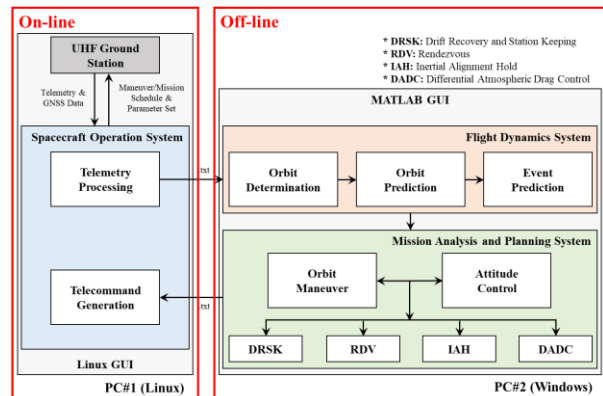 On-line
UHF Ground
Station
Telemetry &
GNSS Data
Maneuver/Mission
Schedule &
Parameter Set
Spacecraft Operation System
Telemetry
Processing
Telecommand
Generation
Linux GUI
PC#1 (Linux)
.txt
.txt
Off-line
* DRSK: Drift Recovery and Station Keeping
* RDV: Rendezvous
* IAH: Inertial Alignment Hold
* DADC: Differential Atmospheric Drag Control
MATLAB GUI
Flight Dynamics System
Orbit
Determination
Orbit
Prediction
Event
Prediction
Mission Analysis and Planning System
Orbit
Maneuver
Attitude
Control
DRSK
RDV
IAH
DADC
PC#2 (Windows)